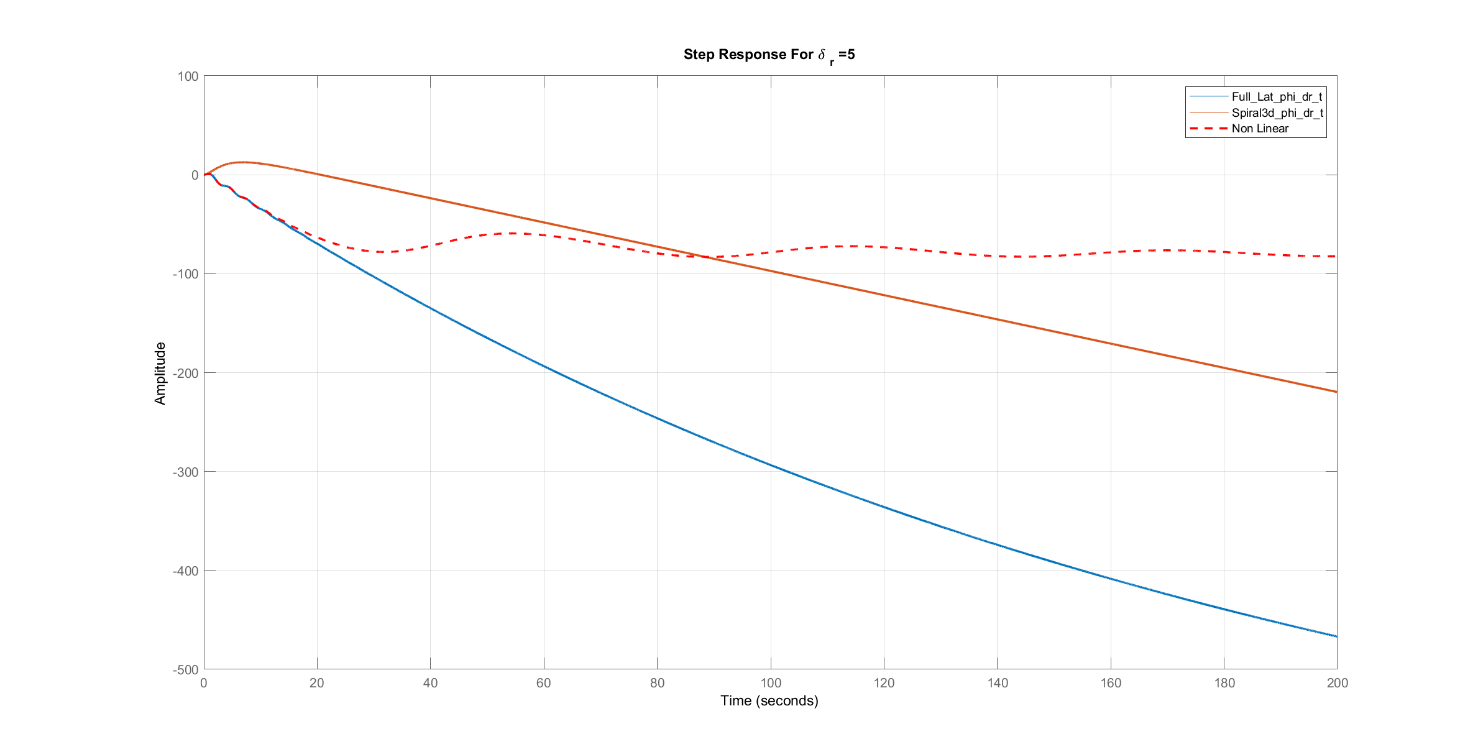 Step Response For δ r =5
Full_Lat_phi_dr_t
Spiral3d_phi_dr_t
Non Linear
Amplitude
100
0
-100
-200
-300
-400
-500
0 20 40 60 80 100 120 140 160 180 200
Time (seconds)